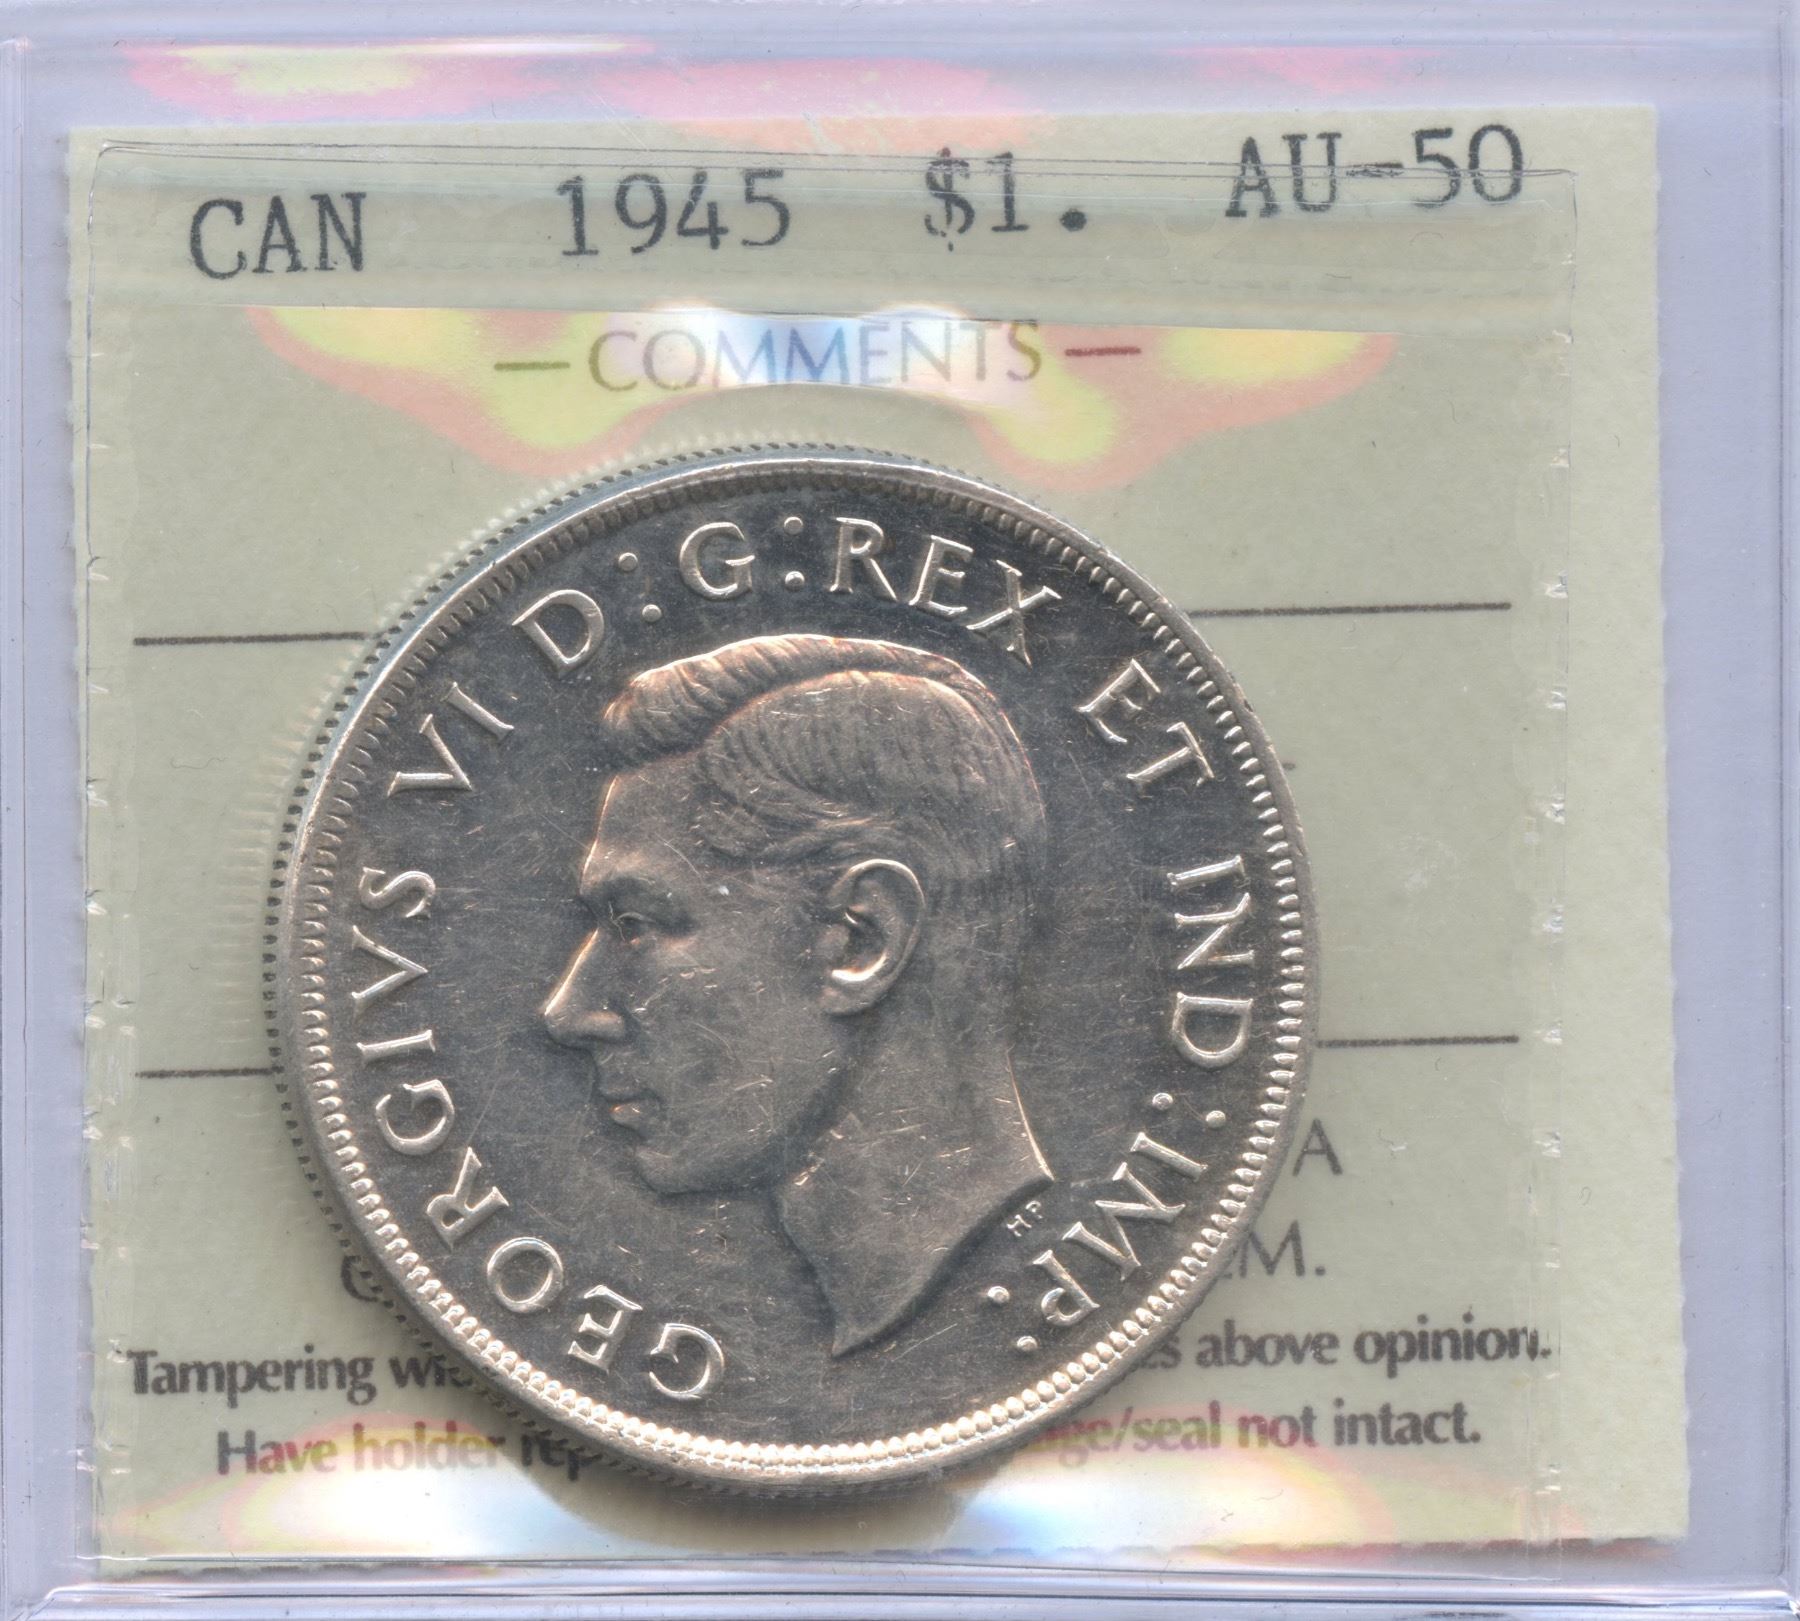 CAN 1945 $1. AU-50
— COMMENTS —
GEORGIVS VI D:G:REX ET IND:IMP:
HP
A
M.
Tampering above opinion.
Have holder /seal not intact.